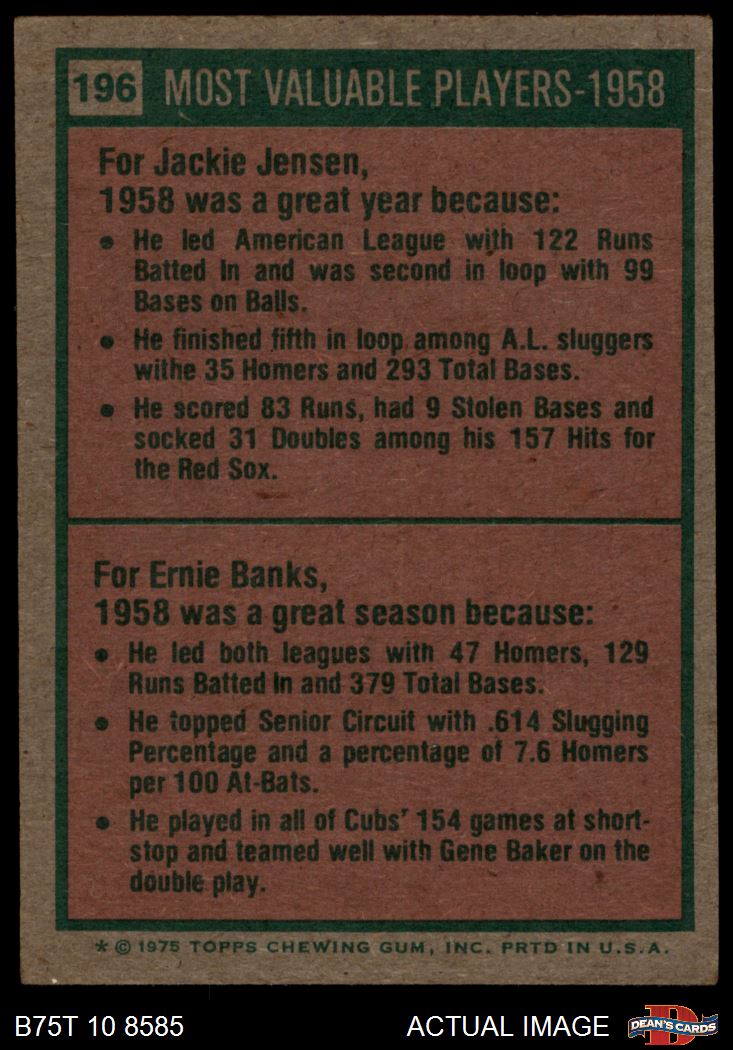 196 MOST VALUABLE PLAYERS-1958
For Jackie Jensen,
1958 was a great year because:
• He led American League with 122 Runs
Batted In and was second in loop with 99
Bases on Balls.
• He finished fifth in loop among A.L. sluggers
withe 35 Homers and 293 Total Bases.
• He scored 83 Runs, had 9 Stolen Bases and
socked 31 Doubles among his 157 Hits for
the Red Sox.
For Ernie Banks,
1958 was a great season because:
• He led both leagues with 47 Homers, 129
Runs Batted In and 379 Total Bases.
• He topped Senior Circuit with .614 Slugging
Percentage and a percentage of 7.6 Homers
per 100 At-Bats.
• He played in all of Cubs' 154 games at short-
stop and teamed well with Gene Baker on the
double play.
* © 1975 TOPPS CHEWING GUM, INC. PRTD IN U.S.A.
B75T 10 8585 ACTUAL IMAGE DEAN'S CARDS